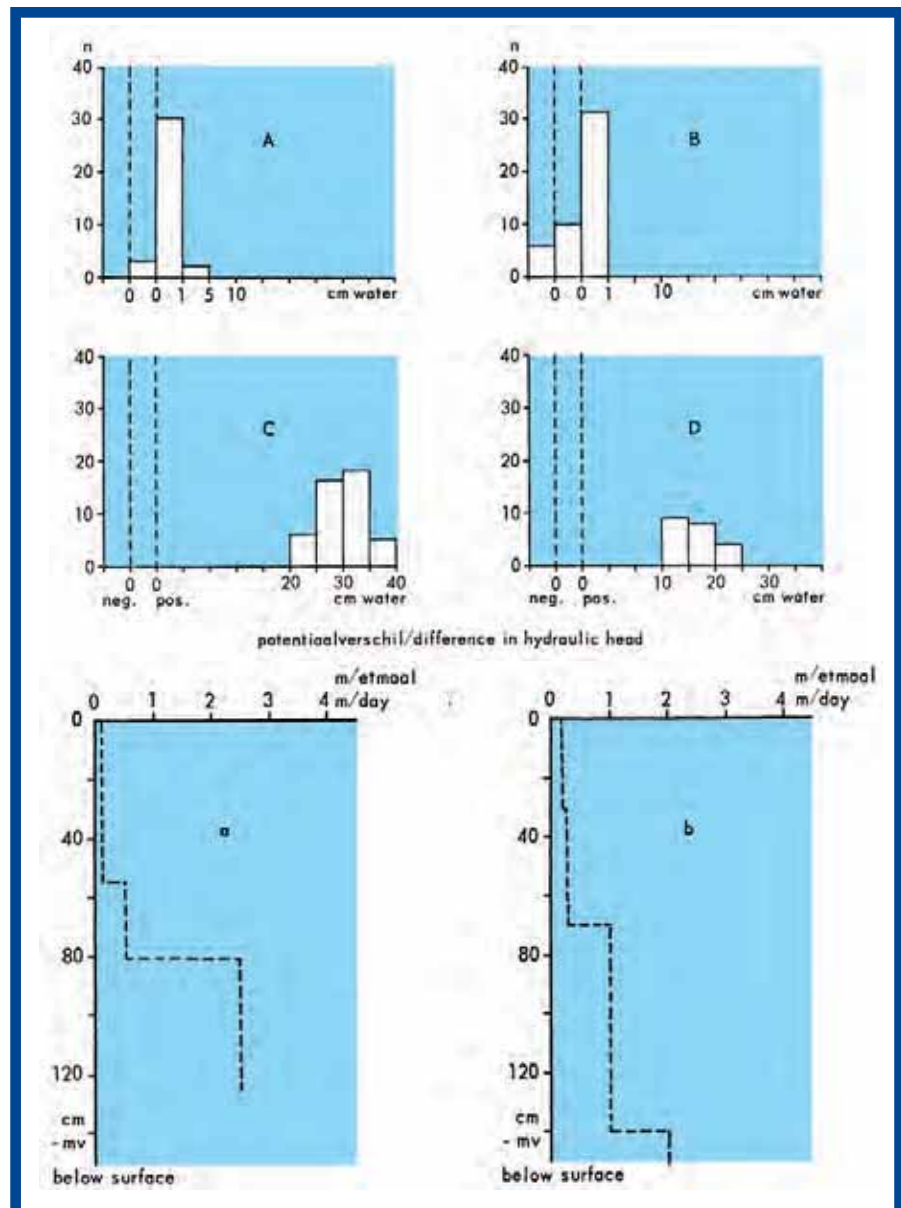 n
40
30
20
10
0
A
0 0 1 5 10 cm water
n
40
30
20
10
0
B
0 0 1 10 cm water
40
30
20
10
0
C
0 0 20 30 40
neg. pos. cm water
40
30
20
10
0
D
0 0 10 20 30
neg. pos. cm water
potentiaalverschil/difference in hydraulic head
m/etmaal
0 1 2 3 4 m/day
0
40
80
120
cm
- mv
a
below surface
m/etmaal
0 1 2 3 4 m/day
0
40
80
120
cm
- mv
b
below surface